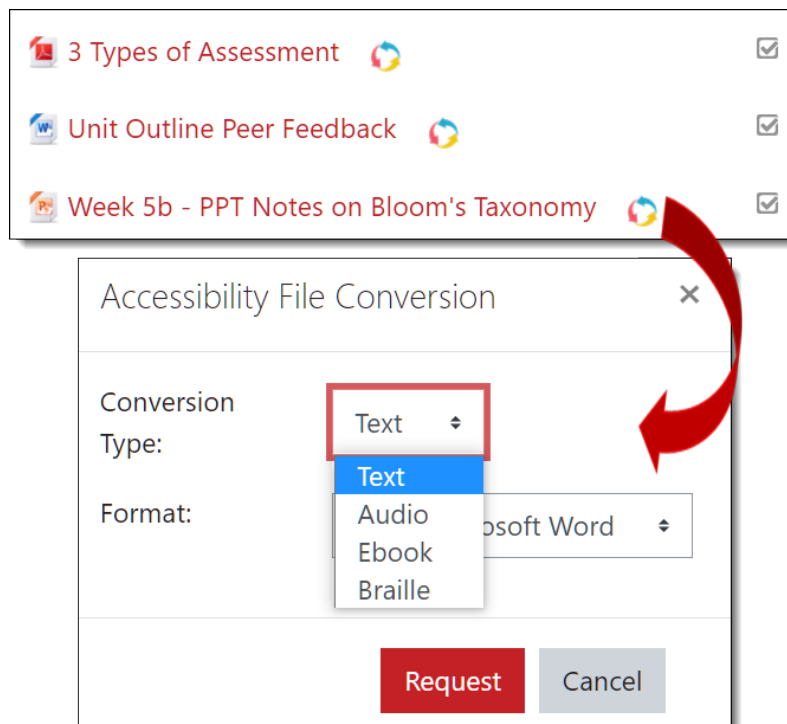 3 Types of Assessment
Unit Outline Peer Feedback
Week 5b - PPT Notes on Bloom's Taxonomy
Accessibility File Conversion ×
Conversion
Type:
Text
Text
Audio
Ebook
Braille
Format:
osoft Word
Request Cancel